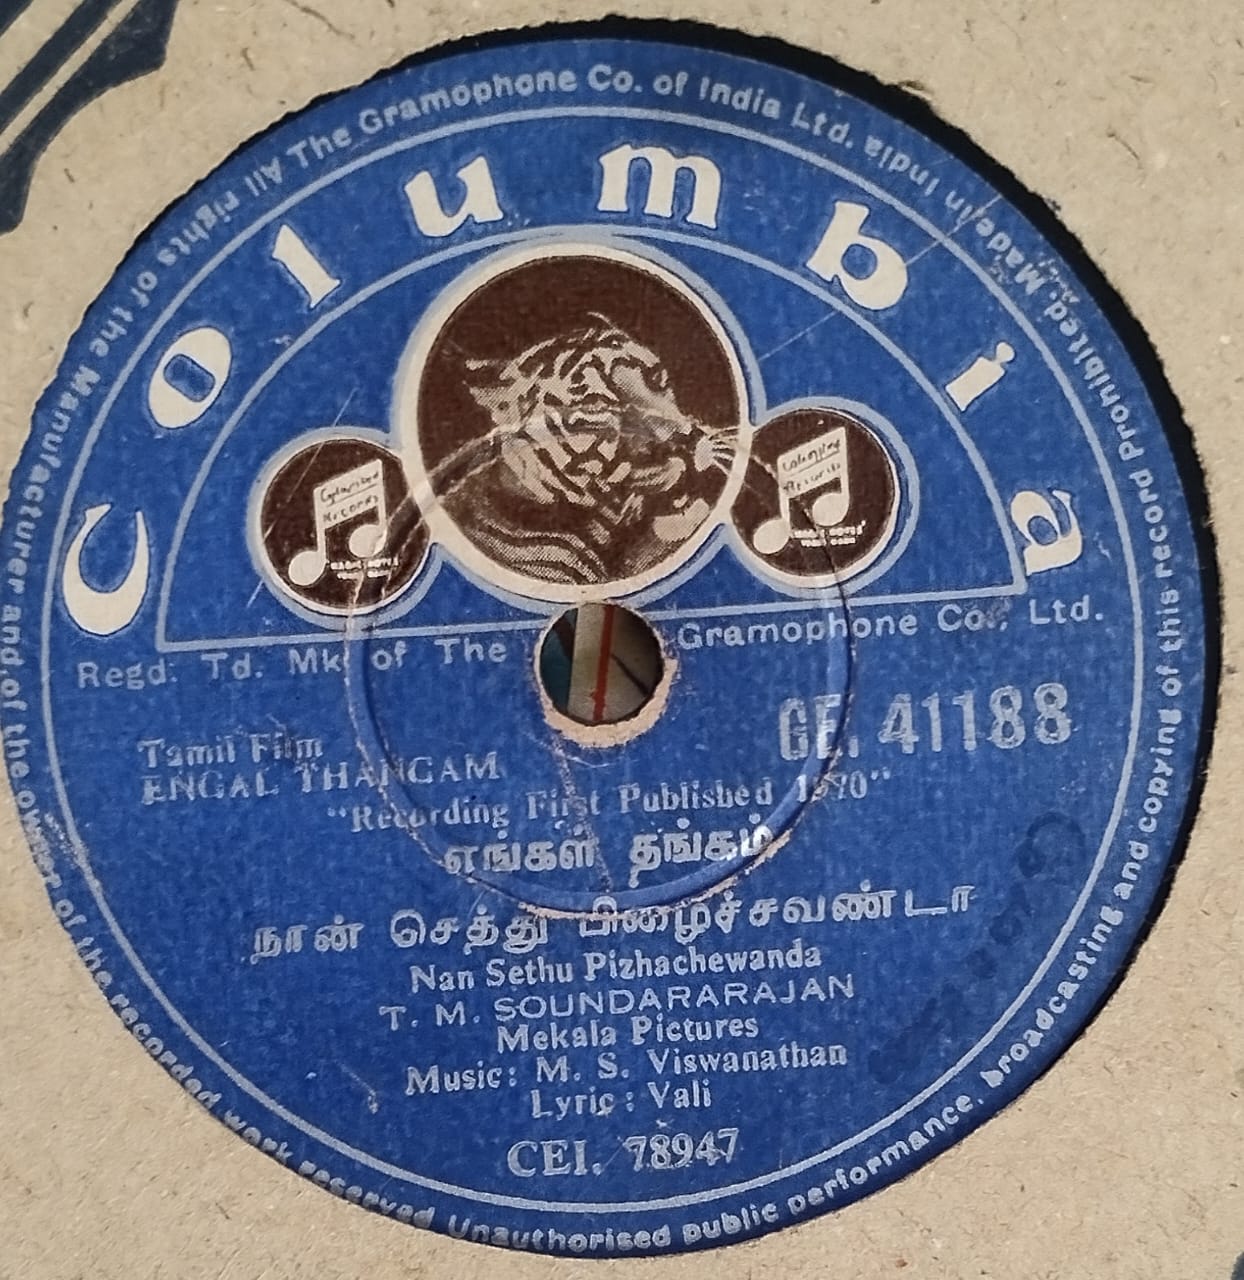 Columbia
All rights of the Manufacturer and of the owner of the recorded work reserved Unauthorised public performance, broadcasting and copying of this record Prohibited. Made in India
The Gramophone Co. of India Ltd.
Regd. Td. Mk. of The Gramophone Co., Ltd.
GE. 41188
Tamil Film
ENGAL THANGAM
"Recording First Published 1970"
எங்கள் தங்கம்
நான் செத்து பிழைச்சவண்டா
Nan Sethu Pizhachewanda
T. M. SOUNDARARAJAN
Mekala Pictures
Music: M. S. Viswanathan
Lyric: Vali
CEI. 78947